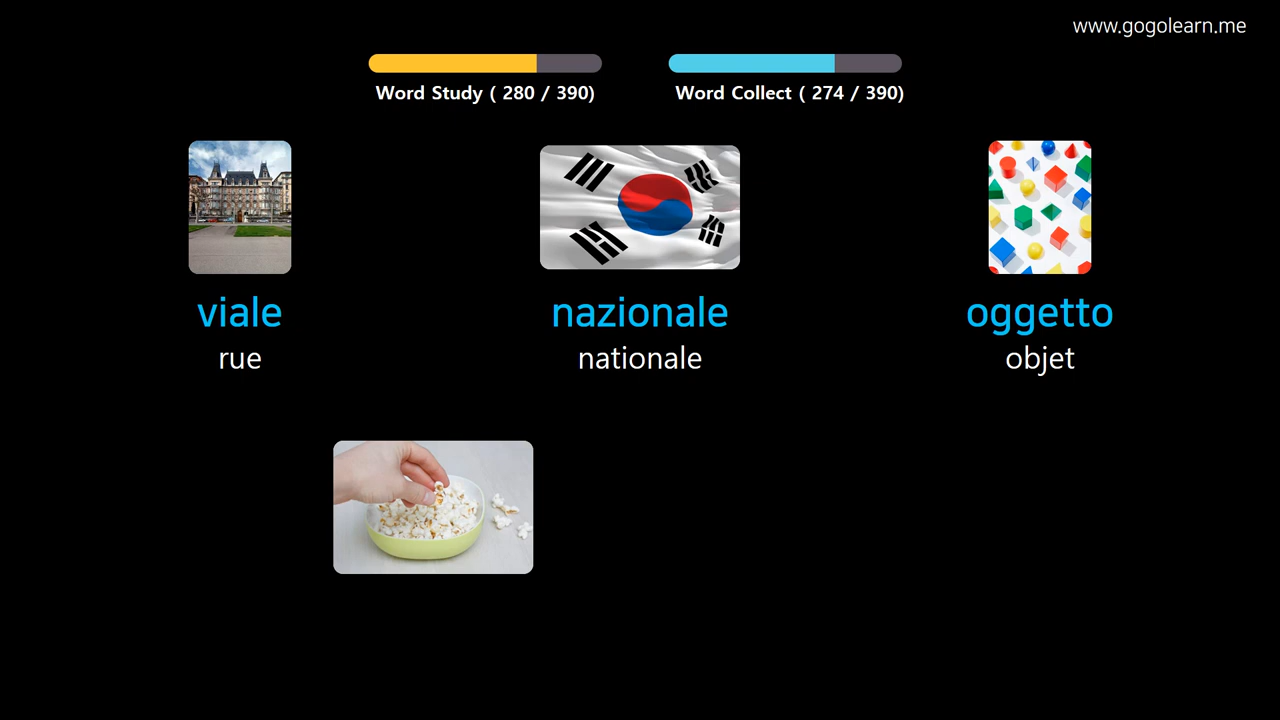 www.gogolearn.me
Word Study ( 280 / 390)
Word Collect ( 274 / 390)
viale
nazionale
oggetto
rue
nationale
objet